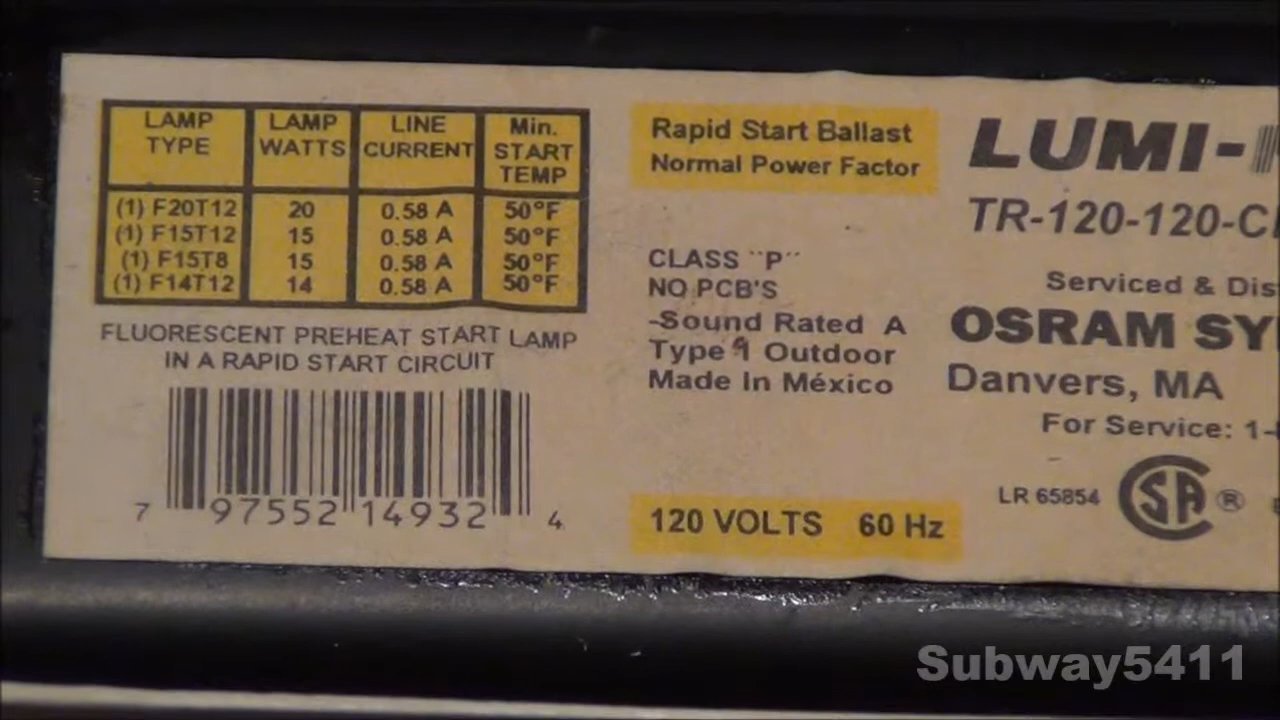 LAMP TYPE LAMP WATTS LINE CURRENT Min. START TEMP
(1) F20T12 20 0.58 A 50°F
(1) F15T12 15 0.58 A 50°F
(1) F15T8 15 0.58 A 50°F
(1) F14T12 14 0.58 A 50°F
FLUORESCENT PREHEAT START LAMP
IN A RAPID START CIRCUIT
7 97552 14932 4
Rapid Start Ballast
Normal Power Factor
CLASS "P"
NO PCB'S
-Sound Rated A
Type 1 Outdoor
Made In México
120 VOLTS 60 Hz
LUMI-
TR-120-120-C
Serviced & Dis
OSRAM SY
Danvers, MA
For Service: 1-
LR 65854 SA ®
Subway5411